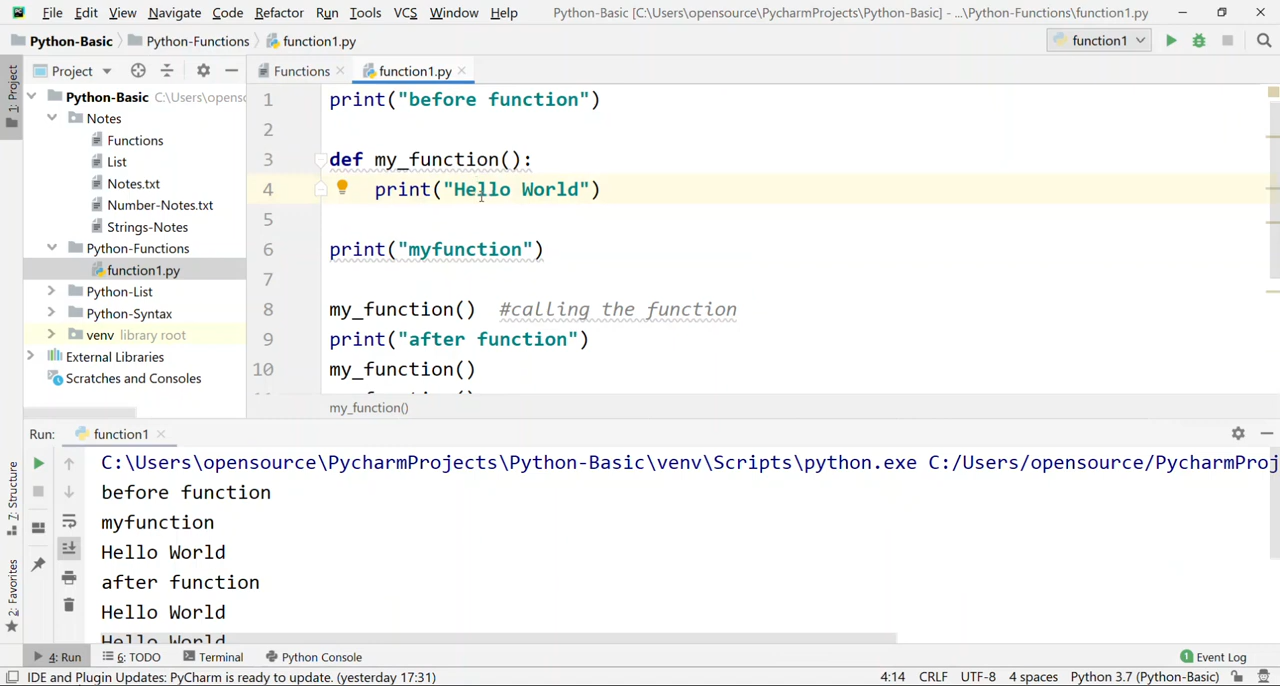 File Edit View Navigate Code Refactor Run Tools VCS Window Help Python-Basic [C:\Users\opensource\PycharmProjects\Python-Basic] - ...\Python-Functions\function1.py
Python-Basic Python-Functions function1.py function1
1: Project
Project Functions function1.py
Python-Basic C:\Users\opens
Notes
Functions
List
Notes.txt
Number-Notes.txt
Strings-Notes
Python-Functions
function1.py
Python-List
Python-Syntax
venv library root
External Libraries
Scratches and Consoles
1 print("before function")
2
3 def my_function():
4 print("Hello World")
5
6 print("myfunction")
7
8 my_function() #calling the function
9 print("after function")
10 my_function()
my_function()
Run: function1
C:\Users\opensource\PycharmProjects\Python-Basic\venv\Scripts\python.exe C:/Users/opensource/PycharmProj
before function
myfunction
Hello World
after function
Hello World
Hello World
7: Structure
2: Favorites
4: Run 6: TODO Terminal Python Console 1 Event Log
IDE and Plugin Updates: PyCharm is ready to update. (yesterday 17:31) 4:14 CRLF UTF-8 4 spaces Python 3.7 (Python-Basic)